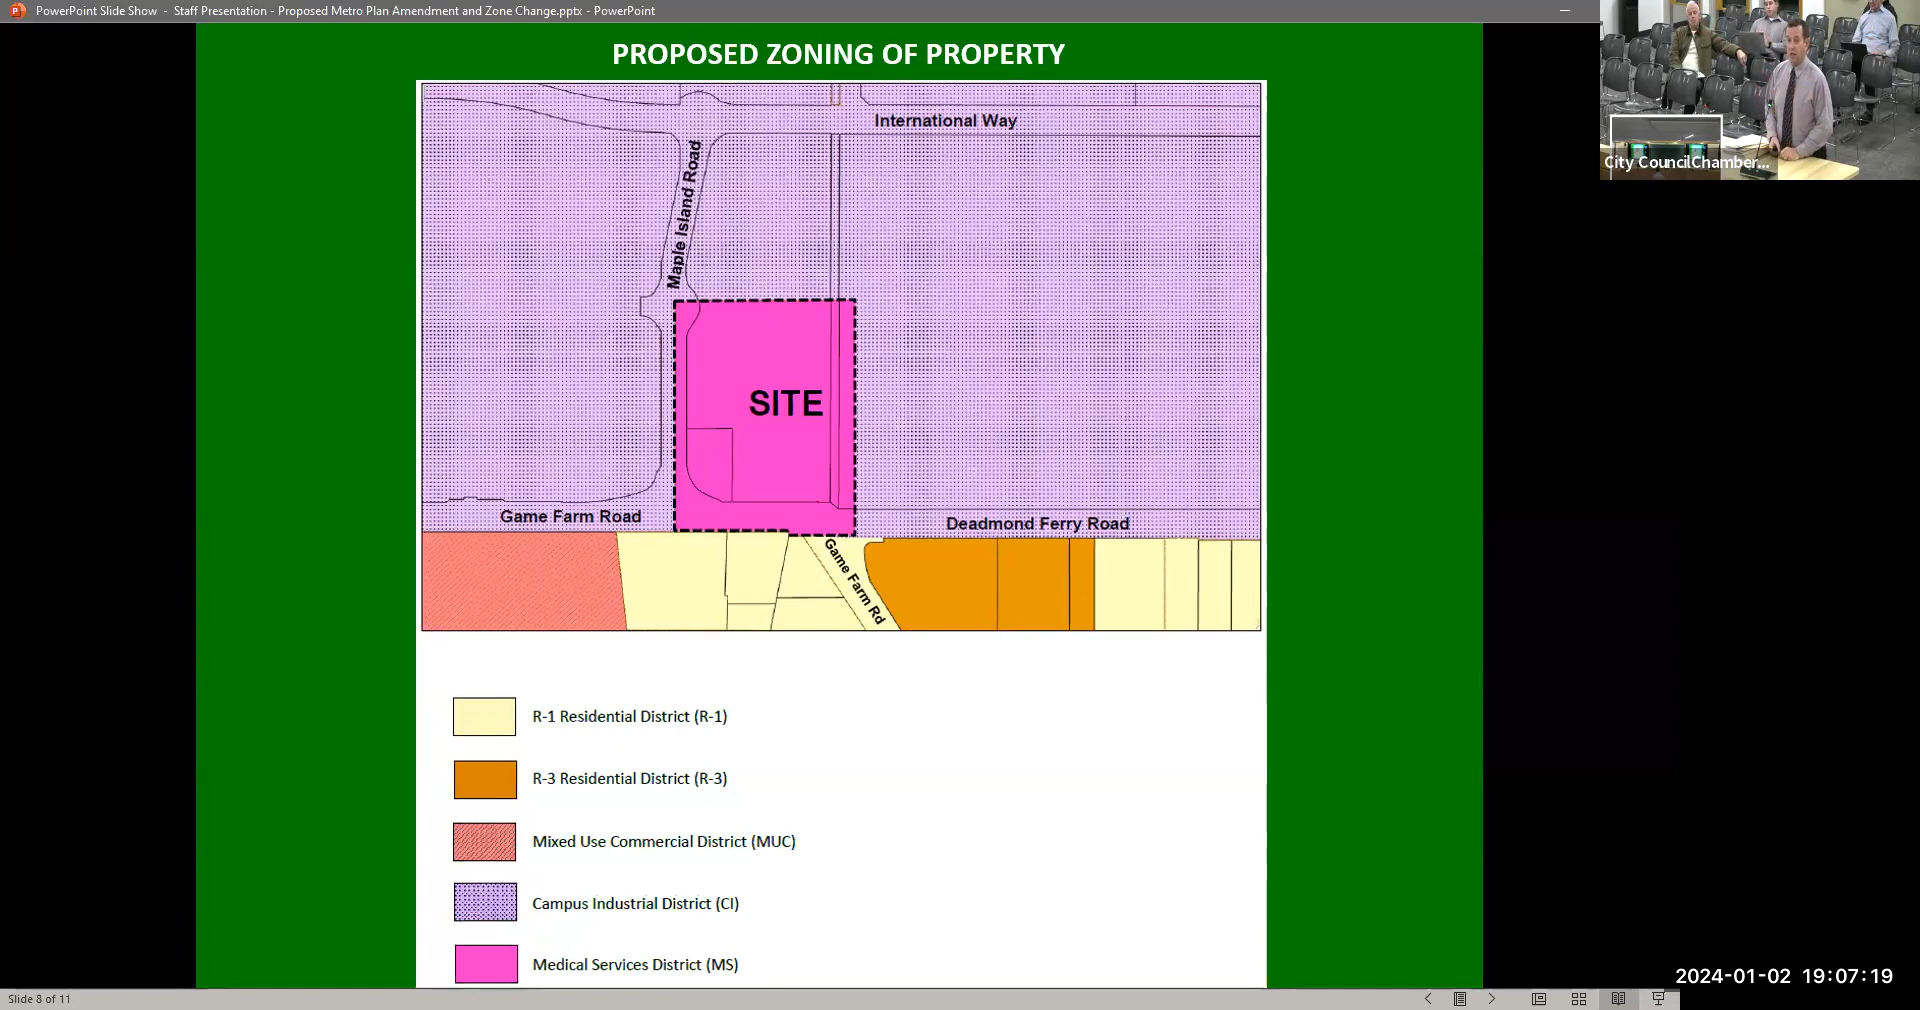 PowerPoint Slide Show - Staff Presentation - Proposed Metro Plan Amendment and Zone Change.pptx - PowerPoint
PROPOSED ZONING OF PROPERTY
International Way
Maple Island Road
SITE
Game Farm Road
Deadmond Ferry Road
Game Farm Rd
R-1 Residential District (R-1)
R-3 Residential District (R-3)
Mixed Use Commercial District (MUC)
Campus Industrial District (CI)
Medical Services District (MS)
City CouncilChamber...
2024-01-02 19:07:19
Slide 8 of 11